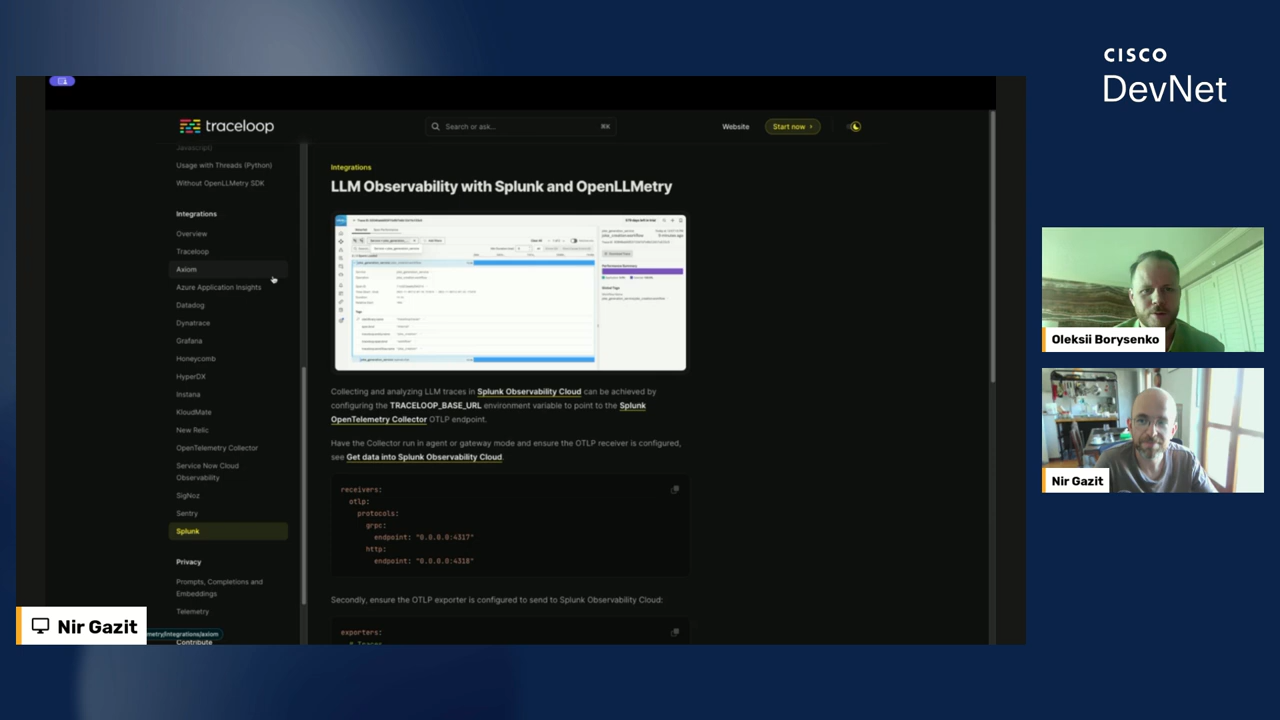 CISCO
DevNet
traceloop
Search or ask...
⌘K
Website
Start now ›
JavaScript)
Usage with Threads (Python)
Without OpenLLMetry SDK
Integrations
Overview
Traceloop
Axiom
Azure Application Insights
Datadog
Dynatrace
Grafana
Honeycomb
HyperDX
Instana
KloudMate
New Relic
OpenTelemetry Collector
Service Now Cloud
Observability
SigNoz
Sentry
Splunk
Privacy
Prompts, Completions and
Embeddings
Telemetry
Contribute
metry/integrations/axiom
Integrations
LLM Observability with Splunk and OpenLLMetry
Collecting and analyzing LLM traces in Splunk Observability Cloud can be achieved by
configuring the TRACELOOP_BASE_URL environment variable to point to the Splunk
OpenTelemetry Collector OTLP endpoint.
Have the Collector run in agent or gateway mode and ensure the OTLP receiver is configured,
see Get data into Splunk Observability Cloud.
receivers:
otlp:
protocols:
grpc:
endpoint: "0.0.0.0:4317"
http:
endpoint: "0.0.0.0:4318"
Secondly, ensure the OTLP exporter is configured to send to Splunk Observability Cloud:
exporters:
# Traces
Nir Gazit
Oleksii Borysenko
Nir Gazit